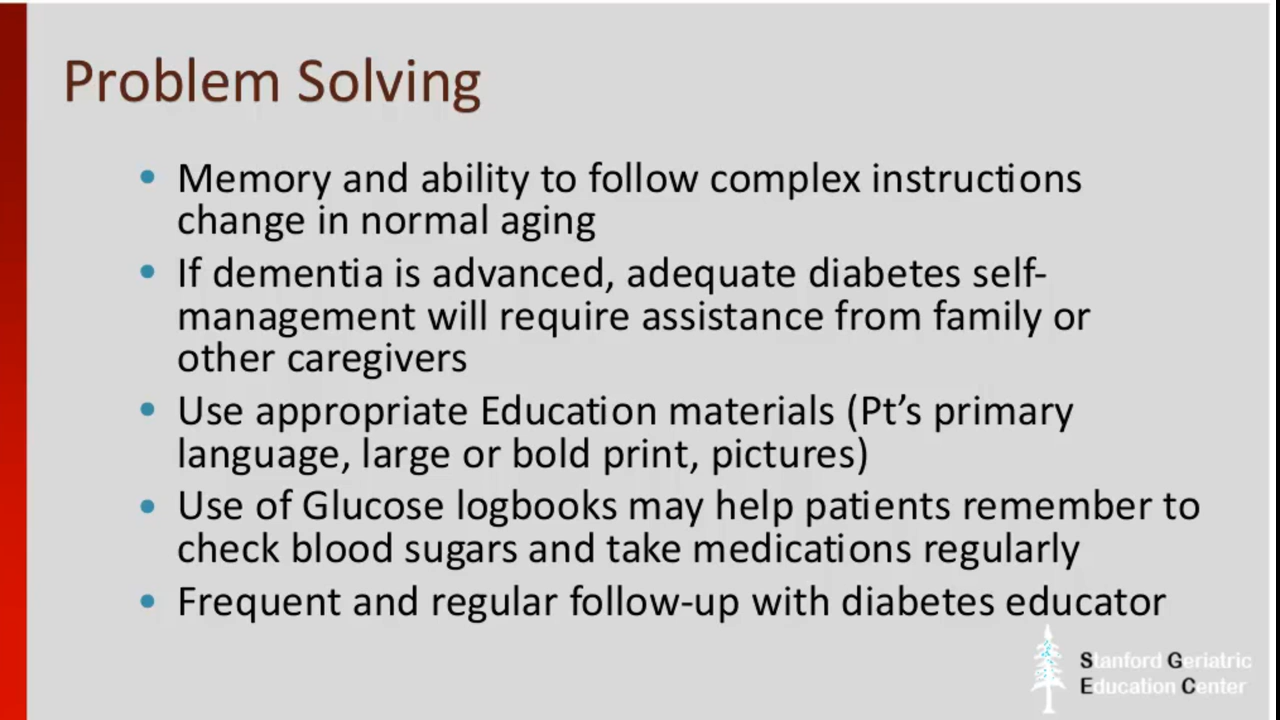 Problem Solving
• Memory and ability to follow complex instructions
change in normal aging
• If dementia is advanced, adequate diabetes self-
management will require assistance from family or
other caregivers
• Use appropriate Education materials (Pt’s primary
language, large or bold print, pictures)
• Use of Glucose logbooks may help patients remember to
check blood sugars and take medications regularly
• Frequent and regular follow-up with diabetes educator
Stanford Geriatric
Education Center